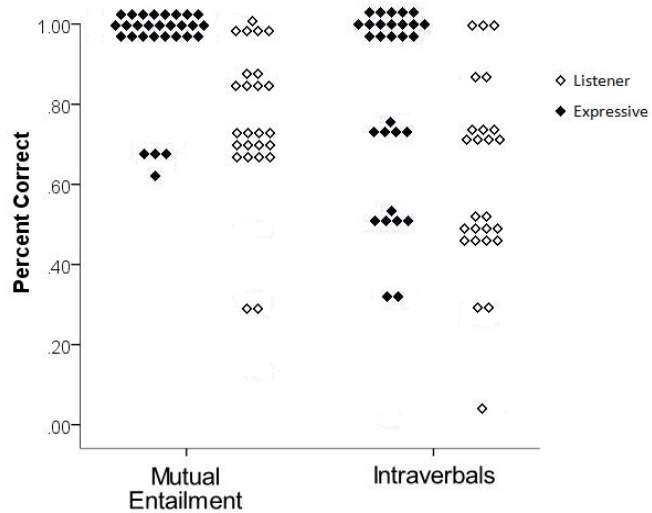 1.00
.80
.60
.40
.20
.00
Percent Correct
Mutual
Entailment
Intraverbals
Listener
Expressive